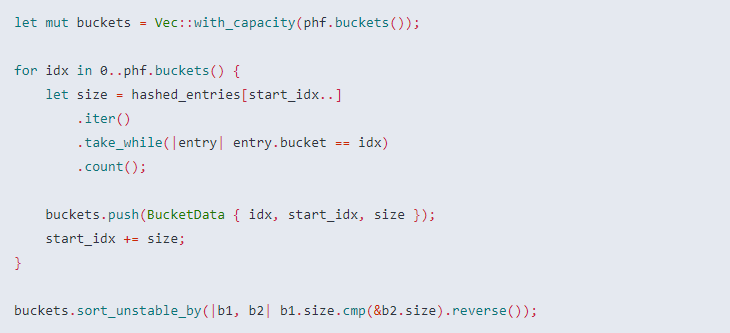 let mut buckets = Vec::with_capacity(phf.buckets());
for idx in 0..phf.buckets() {
    let size = hashed_entries[start_idx..]
        .iter()
        .take_while(|entry| entry.bucket == idx)
        .count();
    buckets.push(BucketData { idx, start_idx, size });
    start_idx += size;
}
buckets.sort_unstable_by(|b1, b2| b1.size.cmp(&b2.size).reverse());